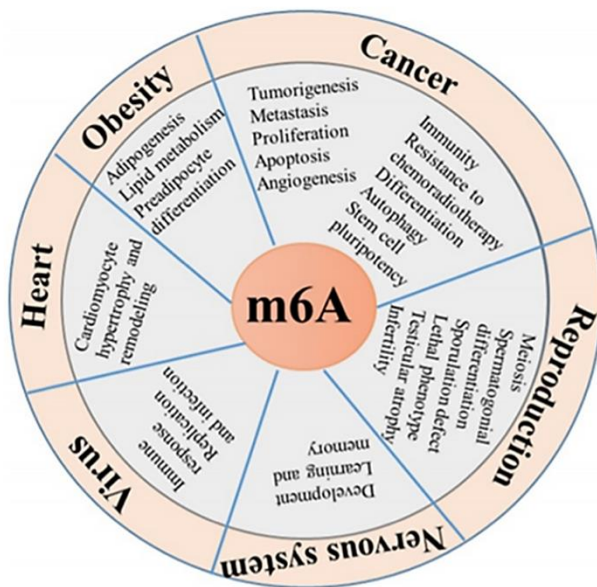 Cancer
Tumorigenesis
Metastasis
Proliferation
Apoptosis
Angiogenesis
Immunity
Resistance to
chemoradiotherapy
Differentiation
Autophagy
Stem cell
pluripotency
Reproduction
Meiosis
Spermatogonial
differentiation
Sporulation defect
Lethal phenotype
Testicular atrophy
Infertility
Nervous system
Development
Learning and
memory
Virus
Immune
response
Replication
and infection
Heart
Cardiomyocyte
hypertrophy and
remodeling
Obesity
Adipogenesis
Lipid metabolism
Preadipocyte
differentiation
m6A